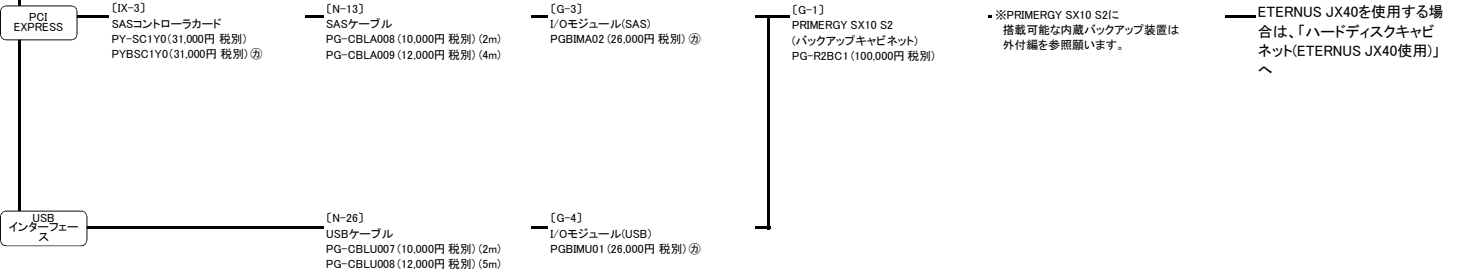 PCI
EXPRESS
〔IX-3〕
SASコントローラカード
PY-SC1Y0(31,000円 税別)
PYBSC1Y0(31,000円 税別) ㋕
〔N-13〕
SASケーブル
PG-CBLA008(10,000円 税別) (2m)
PG-CBLA009(12,000円 税別) (4m)
〔G-3〕
I/Oモジュール(SAS)
PGBIMA02 (26,000円 税別) ㋕
〔G-1〕
PRIMERGY SX10 S2
(バックアップキャビネット)
PG-R2BC1 (100,000円 税別)
※PRIMERGY SX10 S2に
搭載可能な内蔵バックアップ装置は
外付編を参照願います。
ETERNUS JX40を使用する場
合は、「ハードディスクキャビ
ネット(ETERNUS JX40使用)」
へ
USB
インターフェー
ス
〔N-26〕
USBケーブル
PG-CBLU007(10,000円 税別) (2m)
PG-CBLU008(12,000円 税別) (5m)
〔G-4〕
I/Oモジュール(USB)
PGBIMU01 (26,000円 税別) ㋕